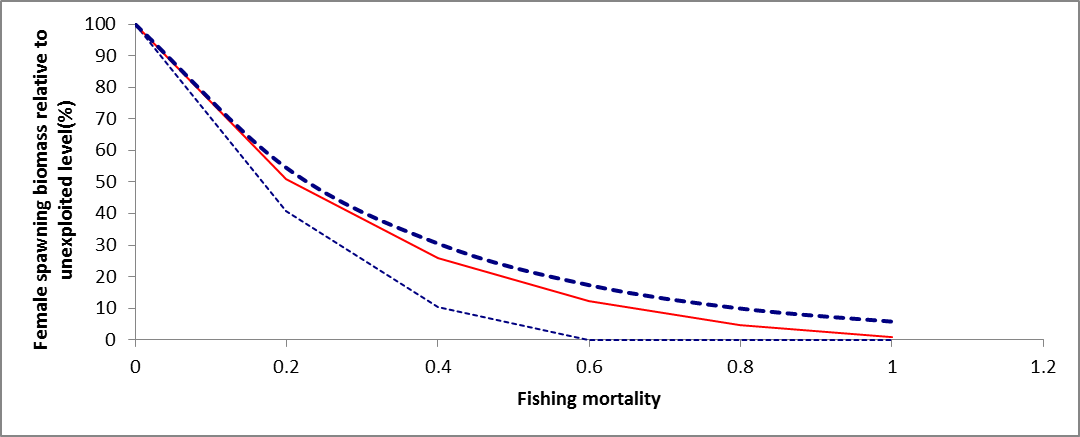 Female spawning biomass relative to
unexploited level(%)
100
90
80
70
60
50
40
30
20
10
0
0 0.2 0.4 0.6 0.8 1 1.2
Fishing mortality